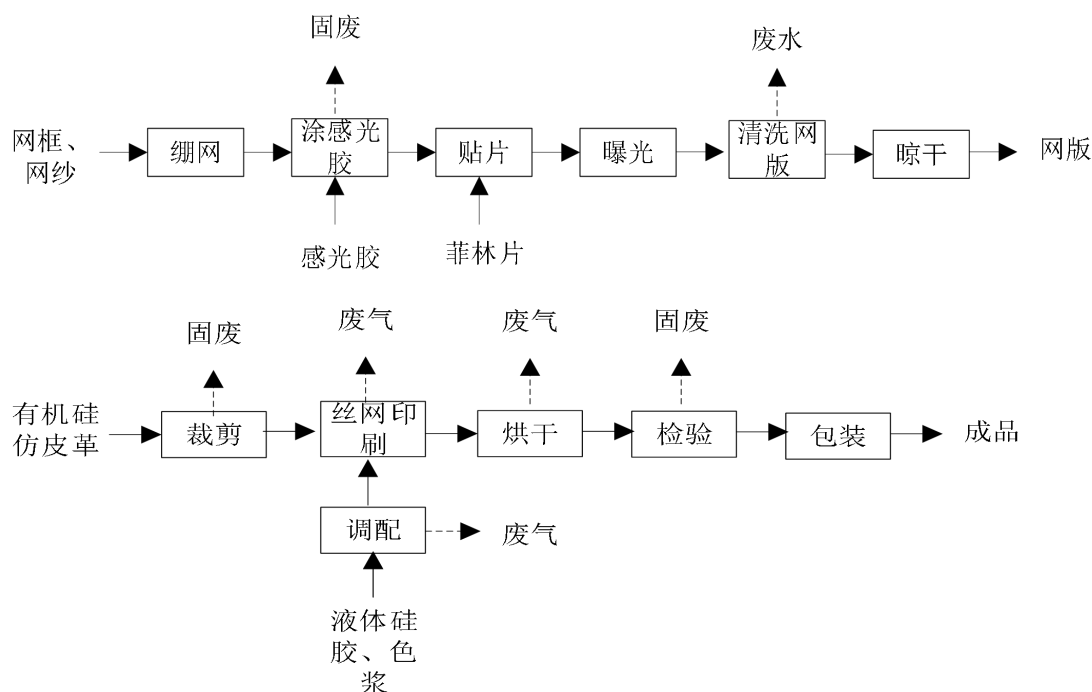 固废
废水
网框、
网纱
绷网
涂感光
胶
贴片
曝光
清洗网
版
晾干
网版
感光胶
菲林片
固废
废气
废气
固废
有机硅
仿皮革
裁剪
丝网印
刷
烘干
检验
包装
成品
调配
废气
液体硅
胶、色
浆